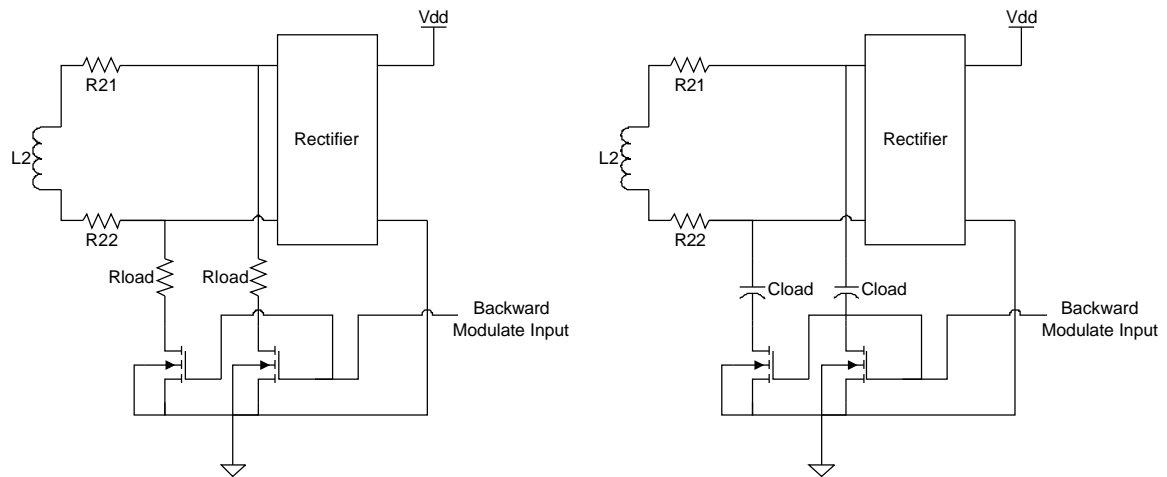 Vdd
R21
Rectifier
L2
R22
Rload
Rload
Backward
Modulate Input
Vdd
R21
Rectifier
L2
R22
Cload
Cload
Backward
Modulate Input